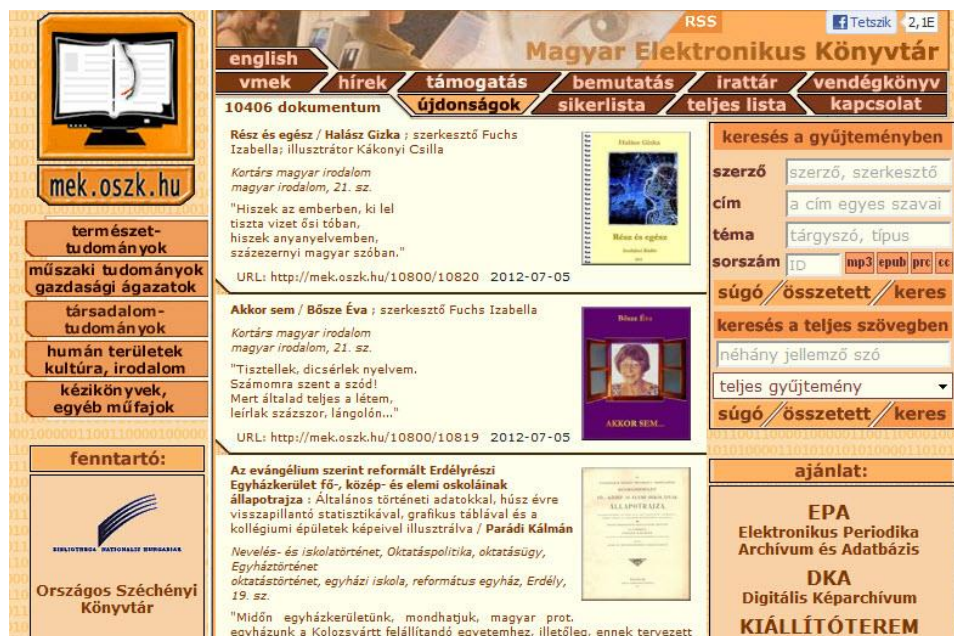 RSS
Tetszik 2,1E
Magyar Elektronikus Könyvtár
english
vmek hírek támogatás bemutatás irattár vendégkönyv
10406 dokumentum újdonságok sikerlista teljes lista kapcsolat
mek.oszk.hu
természet-
tudományok
műszaki tudományok
gazdasági ágazatok
társadalom-
tudományok
humán területek
kultúra, irodalom
kézikönyvek,
egyéb műfajok
fenntartó:
BIBLIOTHECA NATIONALIS HUNGARIAE
Országos Széchényi
Könyvtár
Rész és egész / Halász Gizka ; szerkesztő Fuchs
Izabella; illusztrátor Kákonyi Csilla
Kortárs magyar irodalom
magyar irodalom, 21. sz.
"Hiszek az emberben, ki lel
tiszta vizet ősi tóban,
hiszek anyanyelvemben,
százezernyi magyar szóban."
URL: http://mek.oszk.hu/10800/10820 2012-07-05
Halász Gizka
Rész és egész
Akkor sem / Bősze Éva ; szerkesztő Fuchs Izabella
Kortárs magyar irodalom
magyar irodalom, 21. sz.
"Tisztellek, dicsérlek nyelvem.
Számomra szent a szód!
Mert általad teljes a létem,
leírlak százszor, lángolón..."
URL: http://mek.oszk.hu/10800/10819 2012-07-05
Bősze Éva
AKKOR SEM...
Az evángélium szerint reformált Erdélyrészi
Egyházkerület fő-, közép- és elemi oskoláinak
állapotrajza : Általános történeti adatokkal, húsz évre
visszapillantó statisztikával, grafikus táblával és a
kollégiumi épületek képeivel illusztrálva / Parádi Kálmán
Nevelés- és iskolatörténet, Oktatáspolitika, oktatásügy,
Egyháztörténet
oktatástörténet, egyházi iskola, református egyház, Erdély,
19. sz.
"Midőn egyházkerületünk, mondhatjuk, magyar prot.
egyházunk a Kolozsvártt felállítandó egyetemhez, illetőleg, ennek tervezett
ÁLLAPOTRAJZA
keresés a gyűjteményben
szerző szerző, szerkesztő
cím a cím egyes szavai
téma tárgyszó, típus
sorszám ID mp3 epub prc cc
súgó összetett keres
keresés a teljes szövegben
néhány jellemző szó
teljes gyűjtemény
súgó összetett keres
ajánlat:
EPA
Elektronikus Periodika
Archívum és Adatbázis
DKA
Digitális Képarchívum
KIÁLLÍTÓTEREM